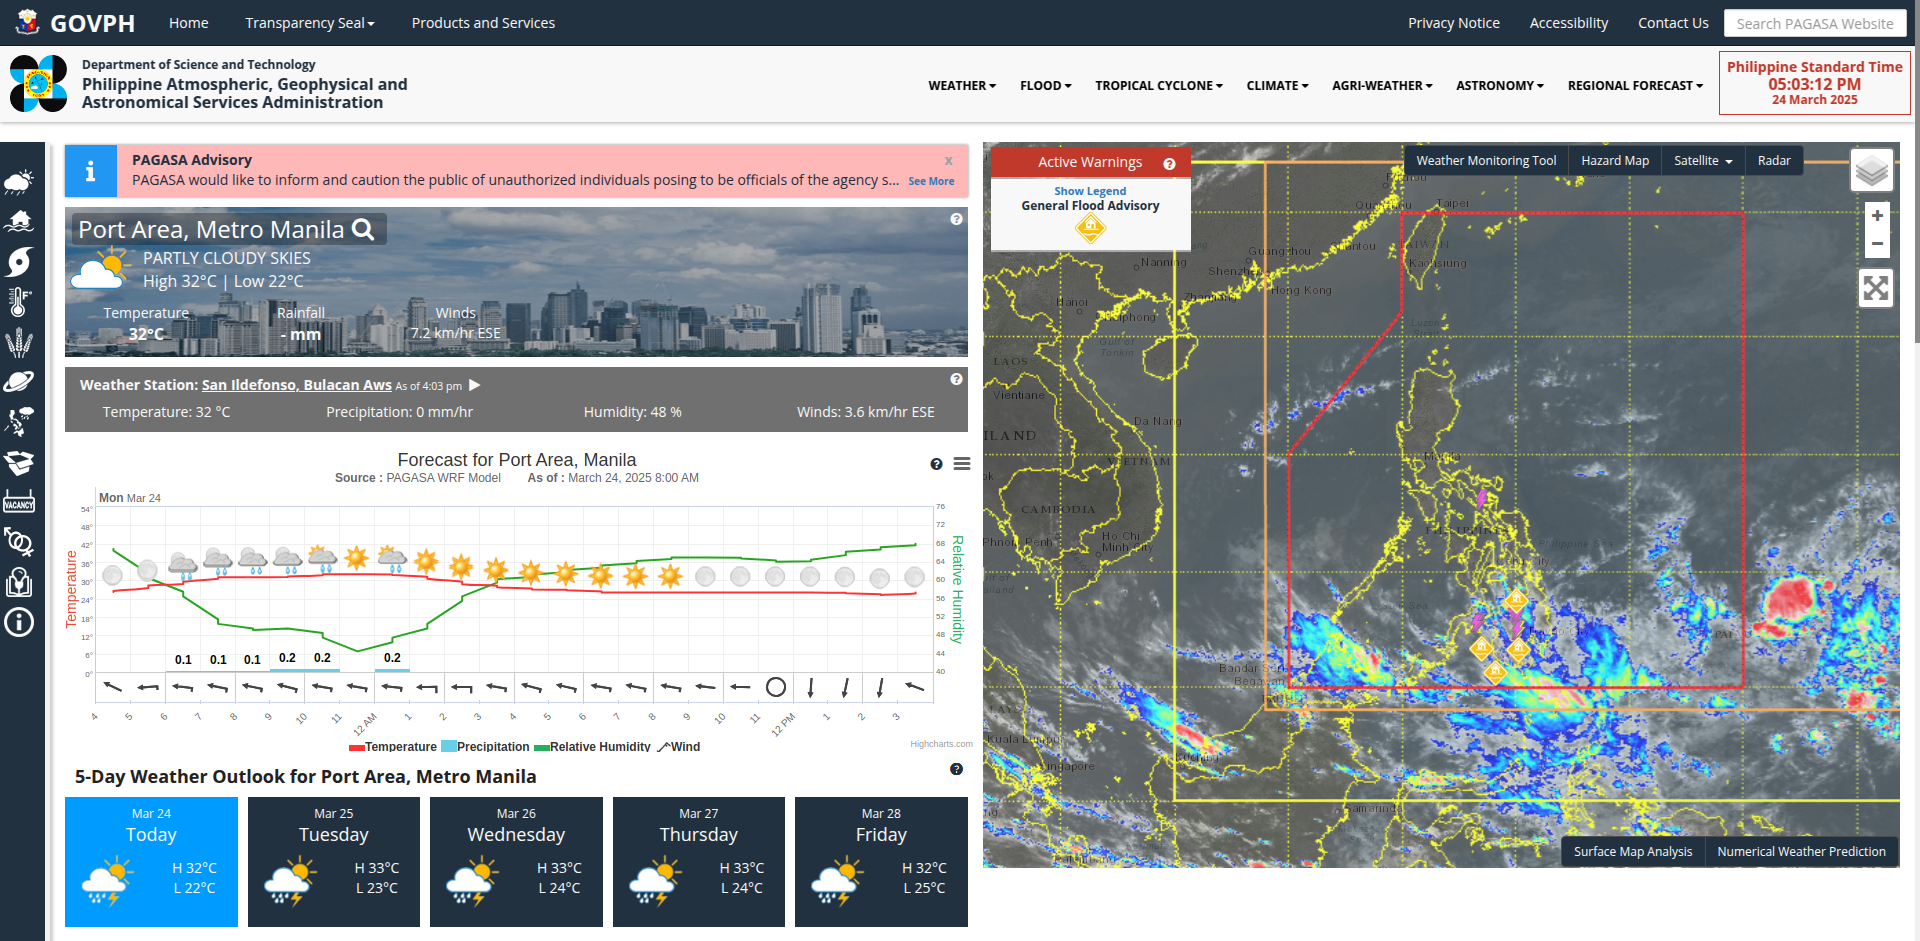 GOVPH
Home
Transparency Seal
Products and Services
Privacy Notice
Accessibility
Contact Us
Search PAGASA Website
Department of Science and Technology
Philippine Atmospheric, Geophysical and
Astronomical Services Administration
WEATHER
FLOOD
TROPICAL CYCLONE
CLIMATE
AGRI-WEATHER
ASTRONOMY
REGIONAL FORECAST
Philippine Standard Time
05:03:12 PM
24 March 2025
VACANCY
PAGASA Advisory
x
PAGASA would like to inform and caution the public of unauthorized individuals posing to be officials of the agency s... See More
Port Area, Metro Manila
PARTLY CLOUDY SKIES
High 32°C | Low 22°C
Temperature
32°C
Rainfall
- mm
Winds
7.2 km/hr ESE
Weather Station: San Ildefonso, Bulacan Aws As of 4:03 pm
Temperature: 32 °C
Precipitation: 0 mm/hr
Humidity: 48 %
Winds: 3.6 km/hr ESE
Forecast for Port Area, Manila
Source : PAGASA WRF Model As of : March 24, 2025 8:00 AM
Mon Mar 24
Temperature
54°
48°
42°
36°
30°
24°
18°
12°
6°
0°
76
72
68
64
60
56
52
48
44
40
Relative Humidity
0.1 0.1 0.1 0.2 0.2 0.2
4 5 6 7 8 9 10 11 12 AM 1 2 3 4 5 6 7 8 9 10 11 12 PM 1 2 3
Temperature Precipitation Relative Humidity Wind
Highcharts.com
5-Day Weather Outlook for Port Area, Metro Manila
Mar 24
Today
H 32°C
L 22°C
Mar 25
Tuesday
H 33°C
L 23°C
Mar 26
Wednesday
H 33°C
L 24°C
Mar 27
Thursday
H 33°C
L 24°C
Mar 28
Friday
H 32°C
L 25°C
Active Warnings
Show Legend
General Flood Advisory
Weather Monitoring Tool
Hazard Map
Satellite
Radar
+
−
Taipei
TAIWAN
Kaohsiung
Guangzhou
Shenzhen
Hong Kong
Nanning
Hanoi
Haiphong
Gulf of
Tonkin
Luzon
LAOS
Vientiane
Da Nang
VIETNAM
CAMBODIA
Phnom Penh
Ho Chi
Minh City
Manila
Philippine Sea
Bandar Seri
Begawan
Kuala Lumpur
Singapore
Kuching
Samarinda
Surface Map Analysis
Numerical Weather Prediction